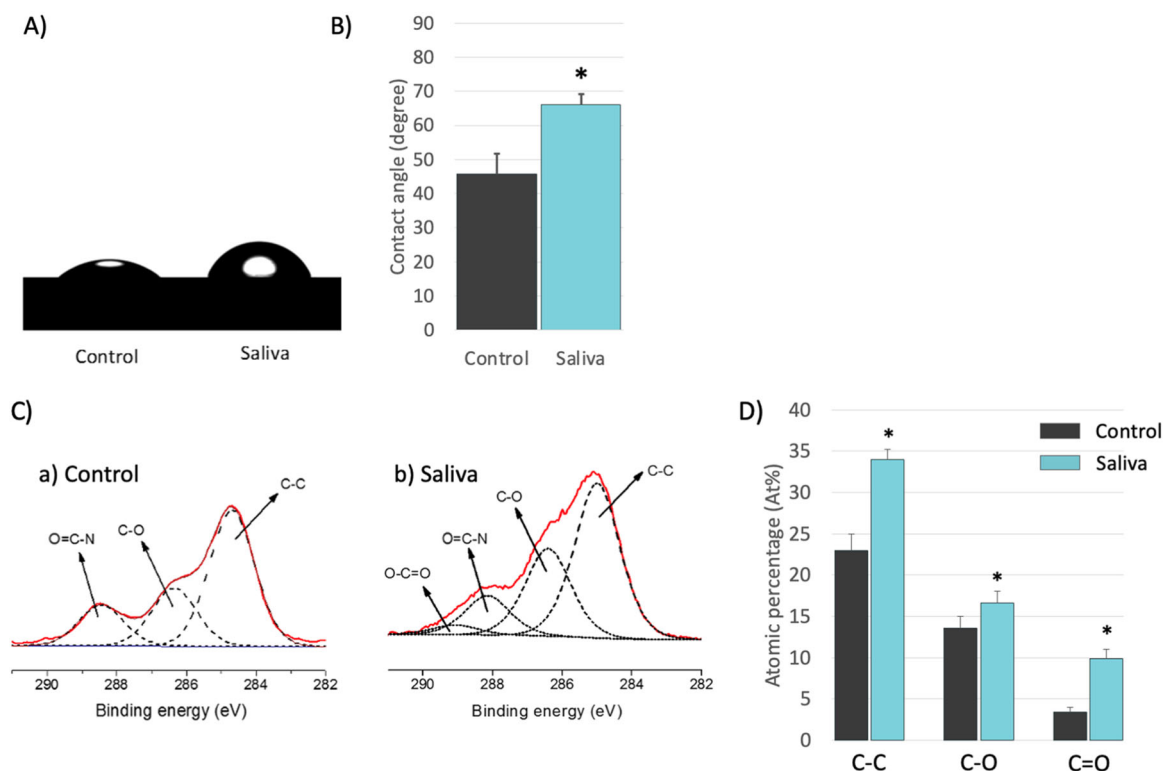 A)
Control
Saliva
B)
Contact angle (degree)
90
80
70
60
50
40
30
20
10
0
*
Control
Saliva
C)
a) Control
O=C-N
C-O
C-C
290
288
286
284
282
Binding energy (eV)
b) Saliva
O-C=O
O=C-N
C-O
C-C
290
288
286
284
282
Binding energy (eV)
D)
Atomic percentage (At%)
40
35
30
25
20
15
10
5
0
Control
Saliva
*
*
*
C-C
C-O
C=O